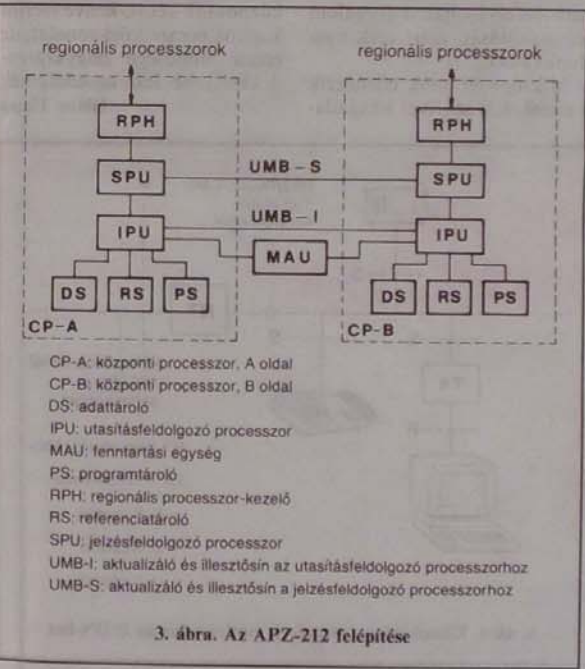 regionális processzorok
regionális processzorok
RPH
RPH
SPU
UMB – S
SPU
IPU
UMB – I
IPU
MAU
DS
RS
PS
DS
RS
PS
CP–A
CP–B
CP-A: központi processzor, A oldal
CP-B: központi processzor, B oldal
DS: adattároló
IPU: utasításfeldolgozó processzor
MAU: fenntartási egység
PS: programtároló
RPH: regionális processzor-kezelő
RS: referenciatároló
SPU: jelzésfeldolgozó processzor
UMB-I: aktualizáló és illesztősín az utasításfeldolgozó processzorhoz
UMB-S: aktualizáló és illesztősín a jelzésfeldolgozó processzorhoz
3. ábra. Az APZ-212 felépítése